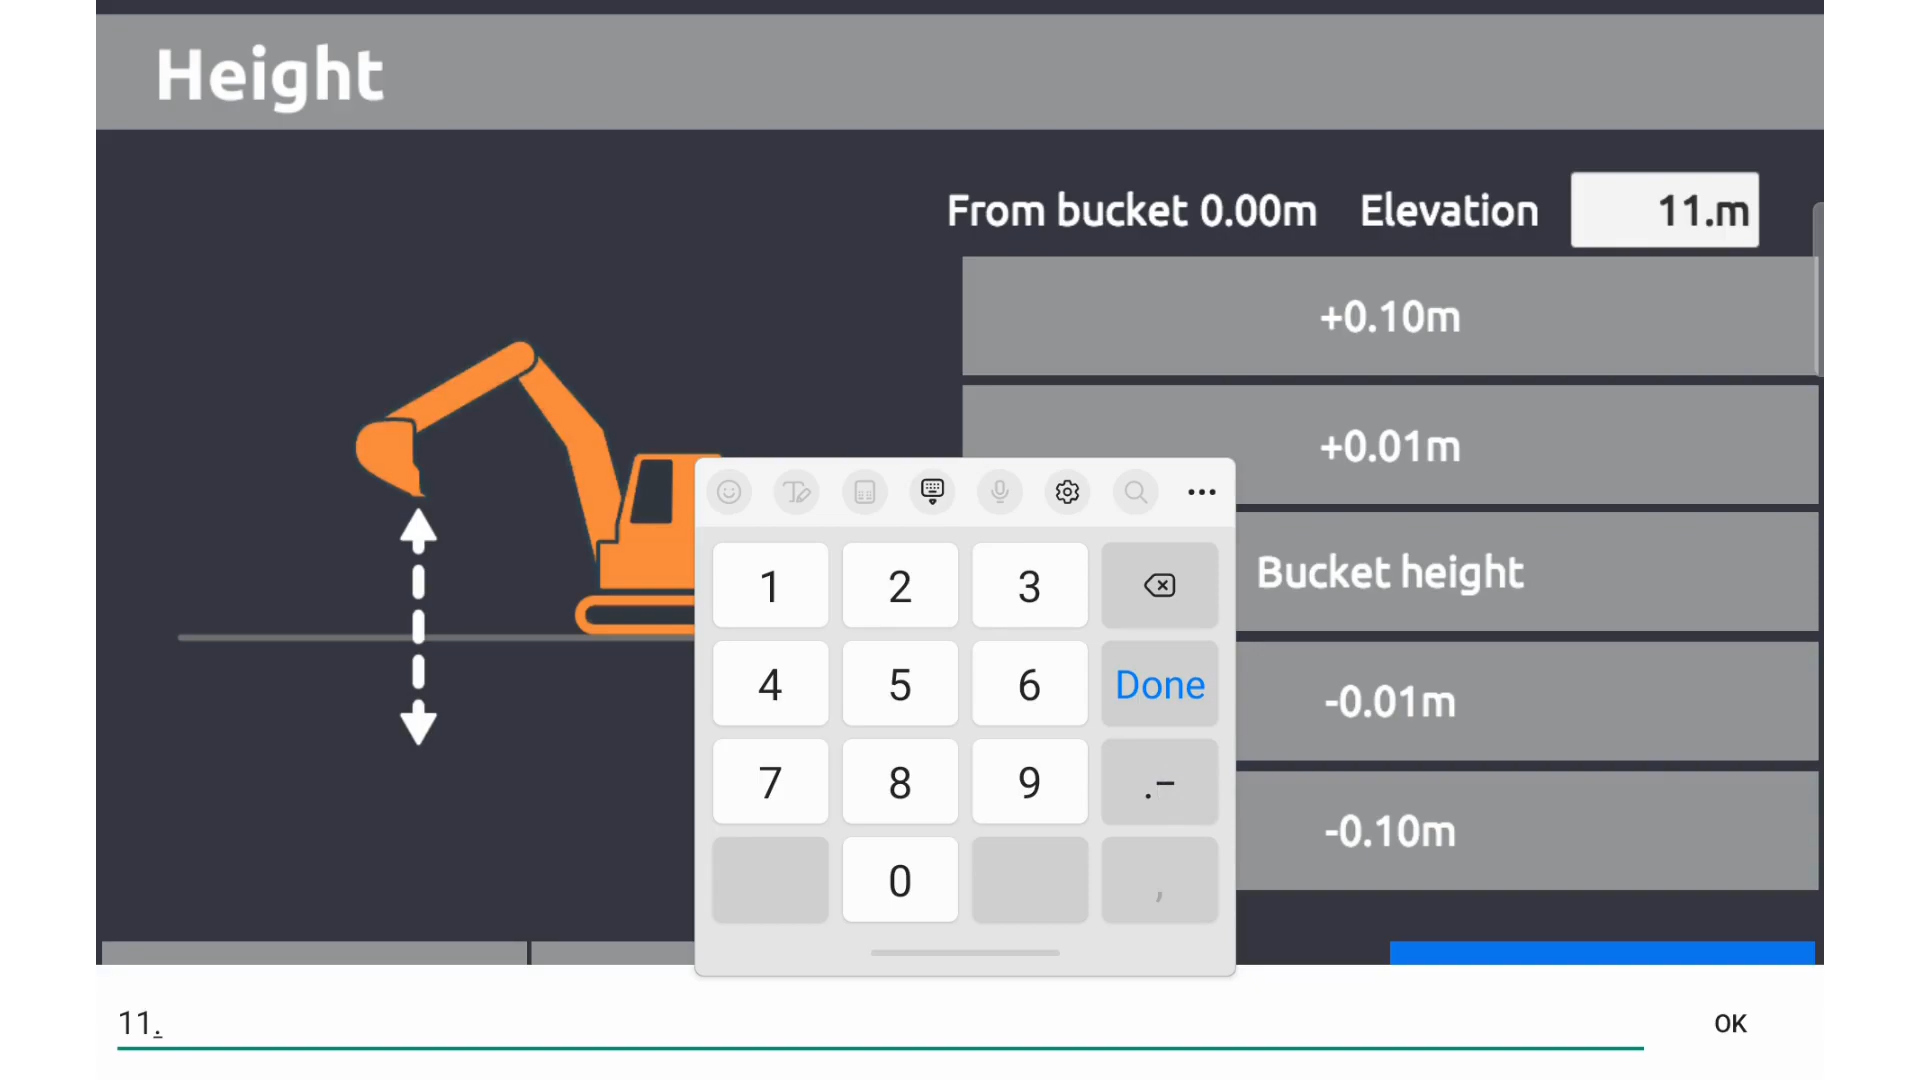 Height
From bucket 0.00m Elevation 11.m
+0.10m
+0.01m
Bucket height
-0.01m
-0.10m
1 2 3
4 5 6 Done
7 8 9 .–
0 ,
11. OK